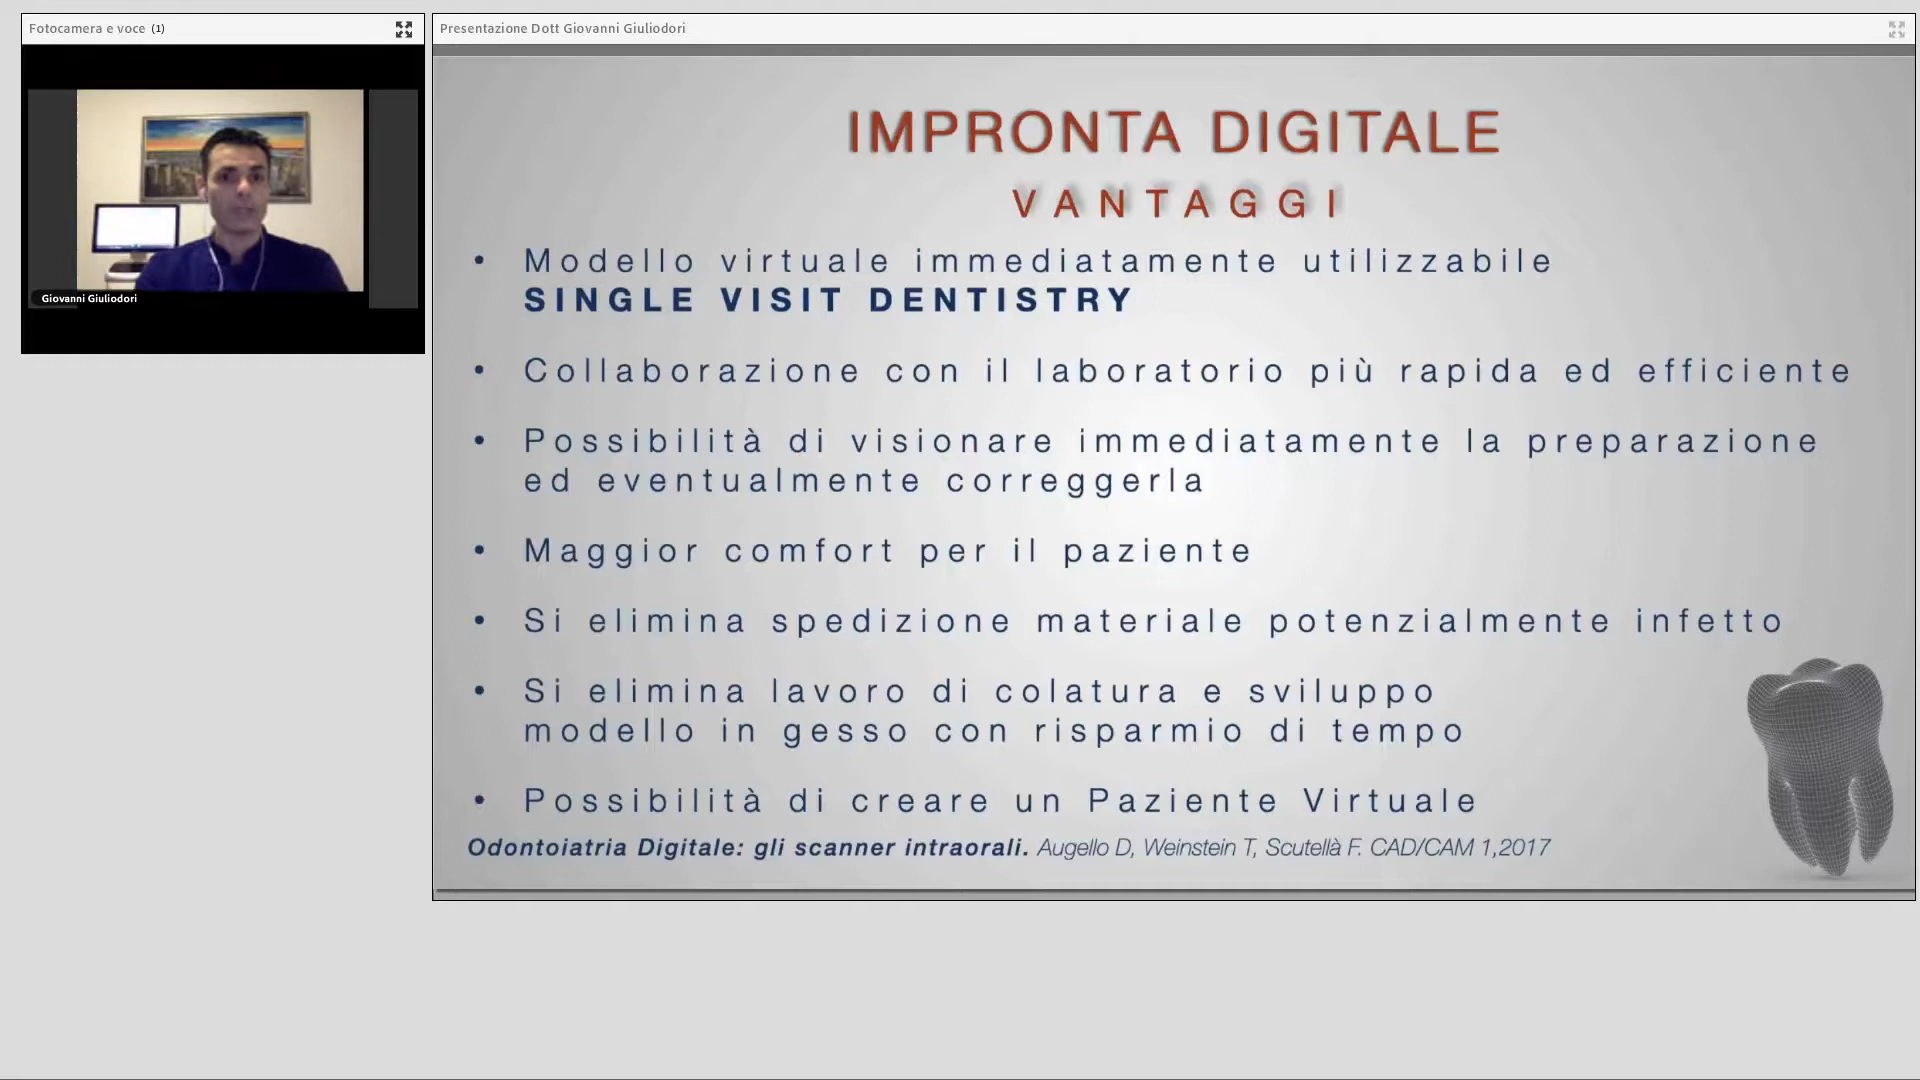 Fotocamera e voce (1)
Presentazione Dott Giovanni Giuliodori
Giovanni Giuliodori
IMPRONTA DIGITALE
VANTAGGI
• Modello virtuale immediatamente utilizzabile
SINGLE VISIT DENTISTRY
• Collaborazione con il laboratorio più rapida ed efficiente
• Possibilità di visionare immediatamente la preparazione
ed eventualmente correggerla
• Maggior comfort per il paziente
• Si elimina spedizione materiale potenzialmente infetto
• Si elimina lavoro di colatura e sviluppo
modello in gesso con risparmio di tempo
• Possibilità di creare un Paziente Virtuale
Odontoiatria Digitale: gli scanner intraorali. Augello D, Weinstein T, Scutellà F. CAD/CAM 1,2017